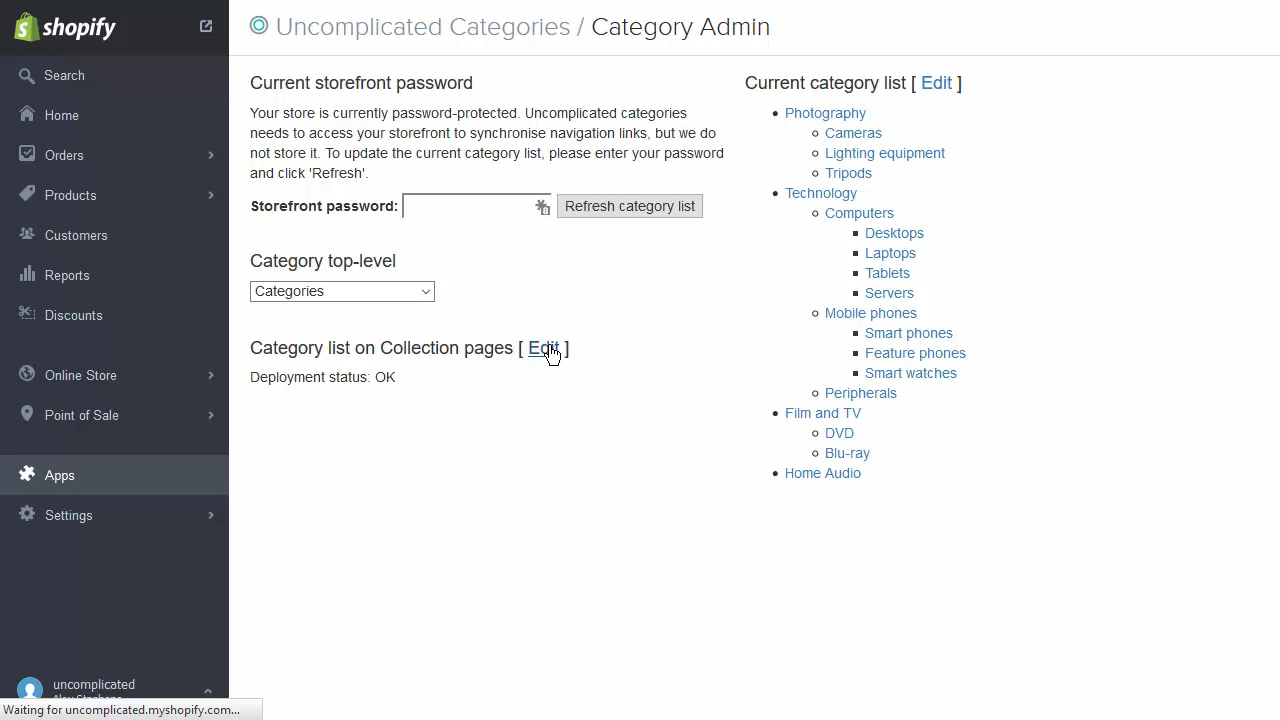 shopify
Search
Home
Orders
Products
Customers
Reports
Discounts
Online Store
Point of Sale
Apps
Settings
uncomplicated
Waiting for uncomplicated.myshopify.com...
Uncomplicated Categories / Category Admin
Current storefront password
Your store is currently password-protected. Uncomplicated categories
needs to access your storefront to synchronise navigation links, but we do
not store it. To update the current category list, please enter your password
and click 'Refresh'.
Storefront password:
Refresh category list
Category top-level
Categories
Category list on Collection pages [ Edit ]
Deployment status: OK
Current category list [ Edit ]
Photography
Cameras
Lighting equipment
Tripods
Technology
Computers
Desktops
Laptops
Tablets
Servers
Mobile phones
Smart phones
Feature phones
Smart watches
Peripherals
Film and TV
DVD
Blu-ray
Home Audio